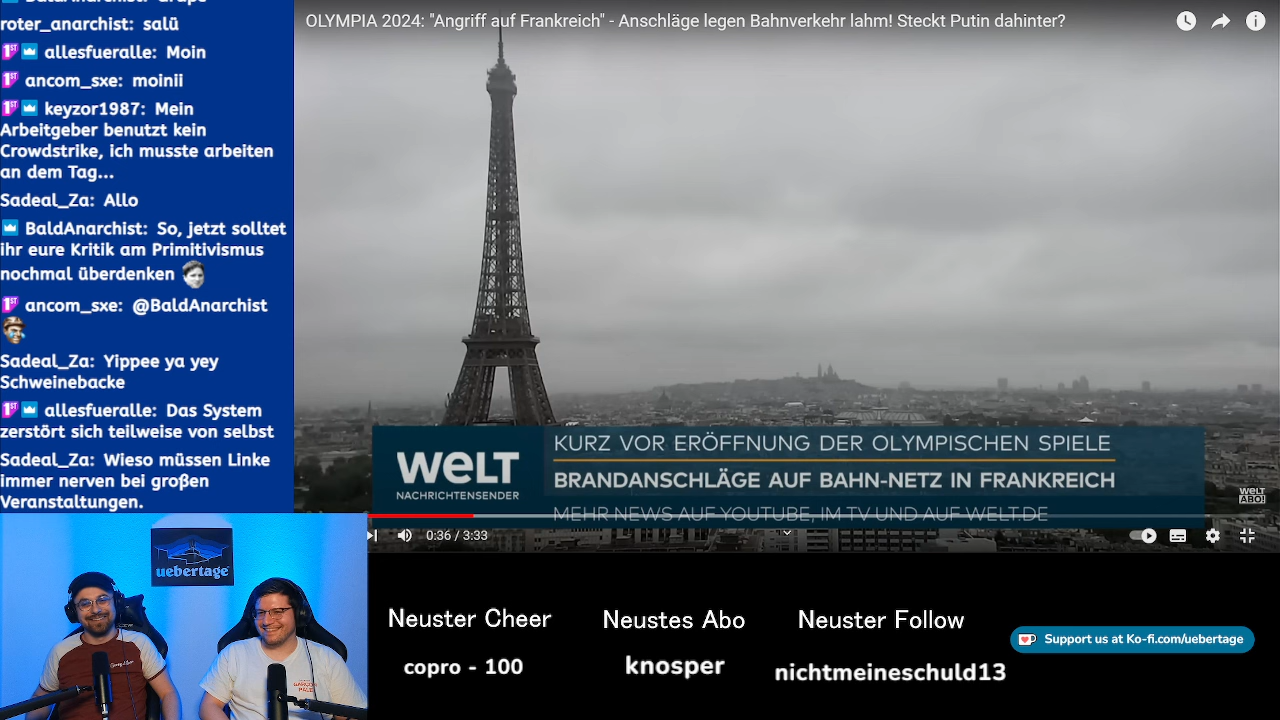 roter_anarchist: salü
allesfueralle: Moin
ancom_sxe: moinii
keyzor1987: Mein
Arbeitgeber benutzt kein
Crowdstrike, ich musste arbeiten
an dem Tag...
Sadeal_Za: Allo
BaldAnarchist: So, jetzt solltet
ihr eure Kritik am Primitivismus
nochmal überdenken
ancom_sxe: @BaldAnarchist
Sadeal_Za: Yippee ya yey
Schweinebacke
allesfueralle: Das System
zerstört sich teilweise von selbst
Sadeal_Za: Wieso müssen Linke
immer nerven bei großen
Veranstaltungen.
OLYMPIA 2024: "Angriff auf Frankreich" - Anschläge legen Bahnverkehr lahm! Steckt Putin dahinter?
WELT
NACHRICHTENSENDER
KURZ VOR ERÖFFNUNG DER OLYMPISCHEN SPIELE
BRANDANSCHLÄGE AUF BAHN-NETZ IN FRANKREICH
MEHR NEWS AUF YOUTUBE, IM TV UND AUF WELT.DE
WELT
ABO!
0:36 / 3:33
uebertage
Neuster Cheer
copro - 100
Neustes Abo
knosper
Neuster Follow
nichtmeineschuld13
Support us at Ko-fi.com/uebertage